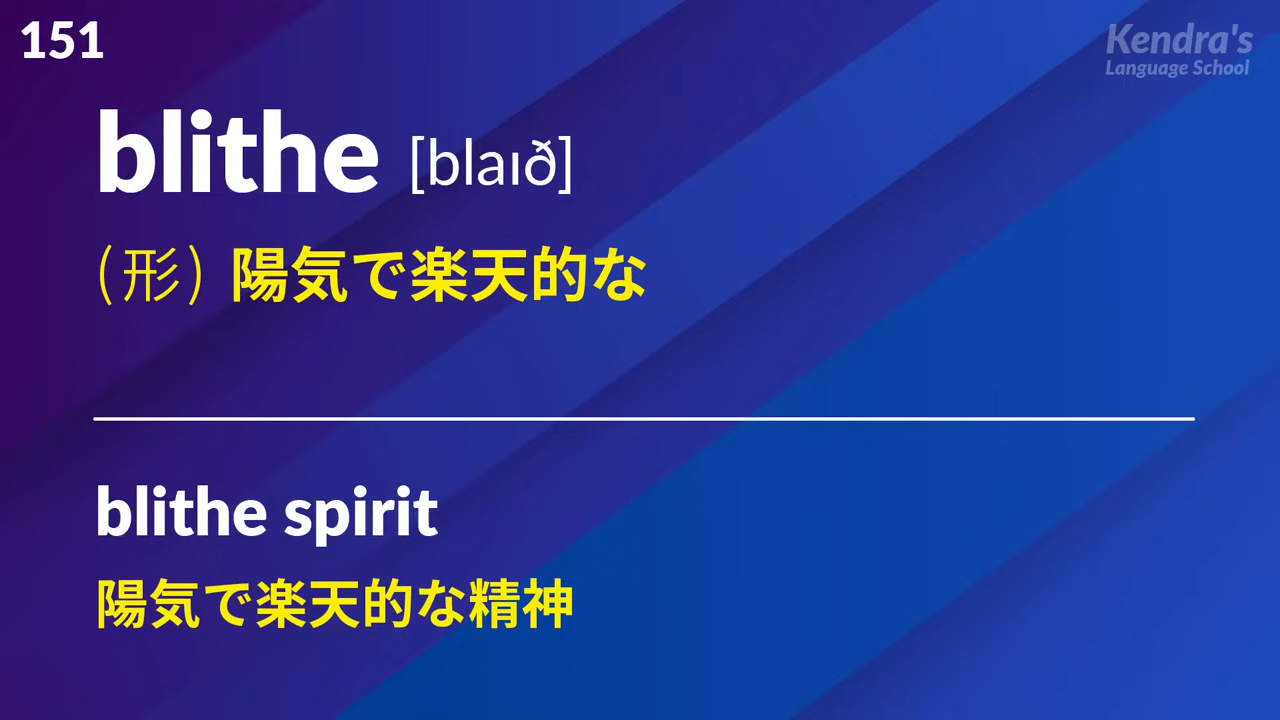 151
Kendra's
Language School
blithe [blaɪð]
(形) 陽気で楽天的な
blithe spirit
陽気で楽天的な精神